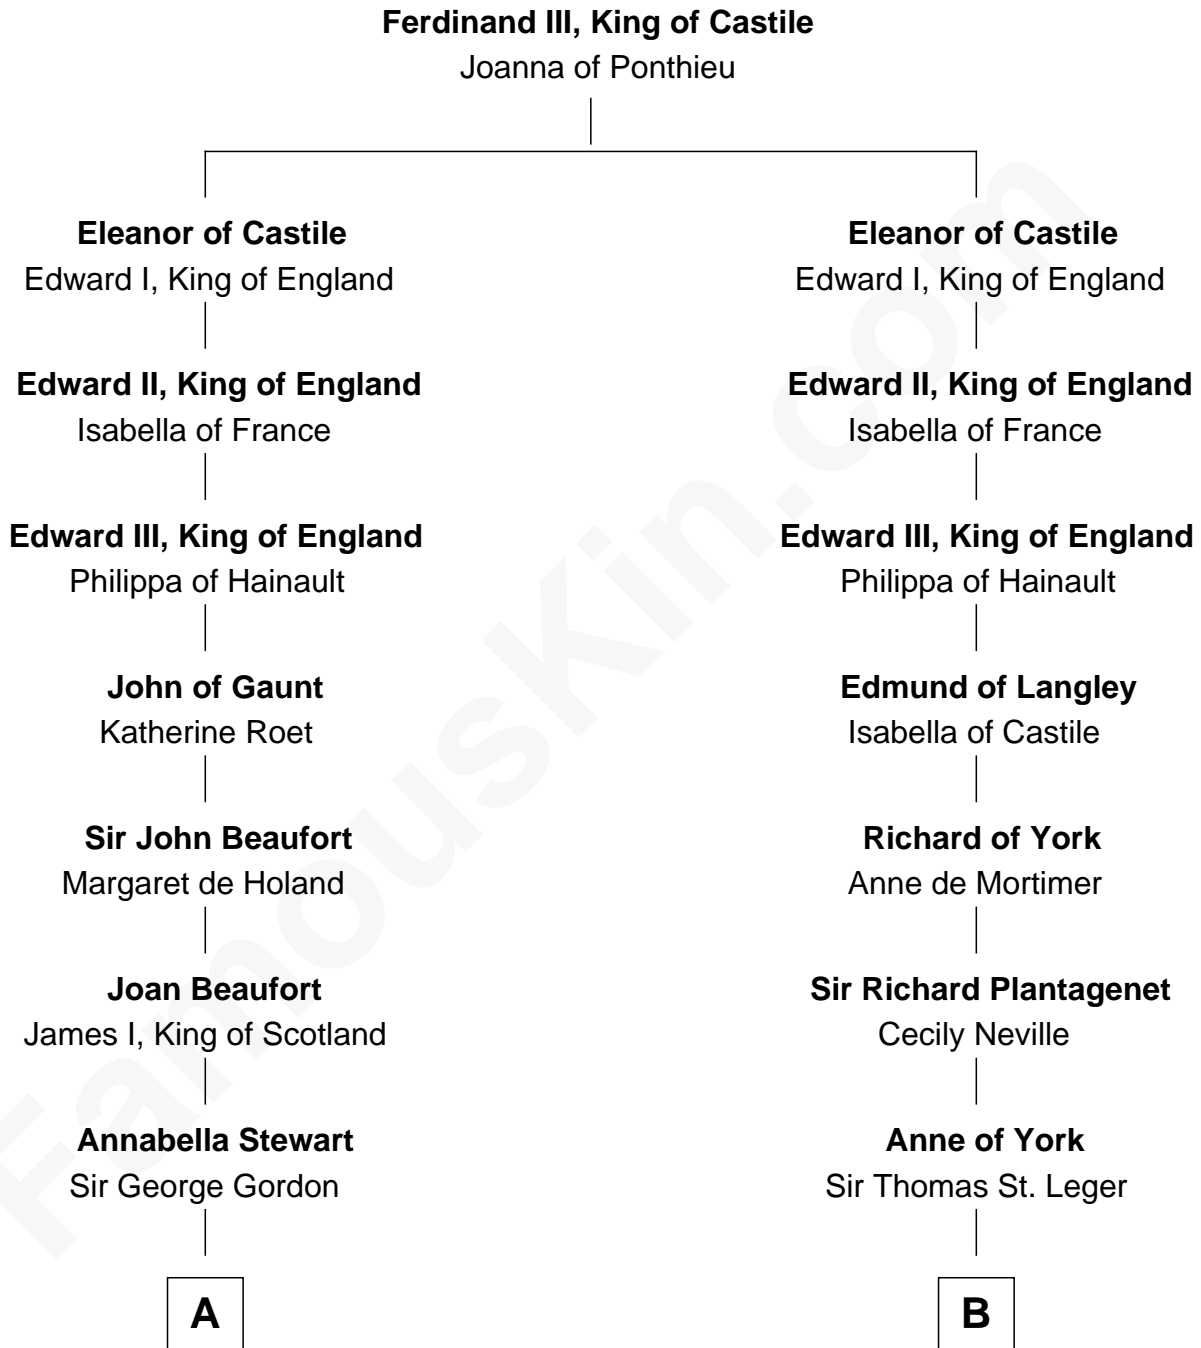 Ferdinand III, King of Castile
Joanna of Ponthieu
Eleanor of Castile
Edward I, King of England
Edward II, King of England
Isabella of France
Edward III, King of England
Philippa of Hainault
John of Gaunt
Katherine Roet
Sir John Beaufort
Margaret de Holand
Joan Beaufort
James I, King of Scotland
Annabella Stewart
Sir George Gordon
A
Eleanor of Castile
Edward I, King of England
Edward II, King of England
Isabella of France
Edward III, King of England
Philippa of Hainault
Edmund of Langley
Isabella of Castile
Richard of York
Anne de Mortimer
Sir Richard Plantagenet
Cecily Neville
Anne of York
Sir Thomas St. Leger
B
FamousKin.com